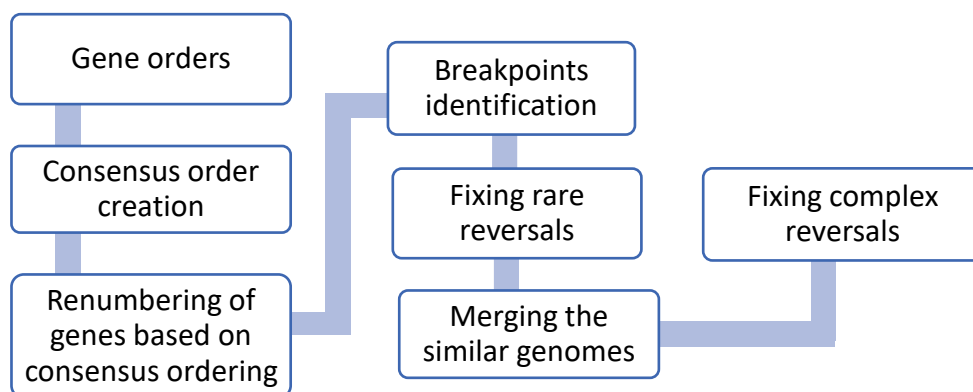 Gene orders
Consensus order
creation
Renumbering of
genes based on
consensus ordering
Breakpoints
identification
Fixing rare
reversals
Merging the
similar genomes
Fixing complex
reversals